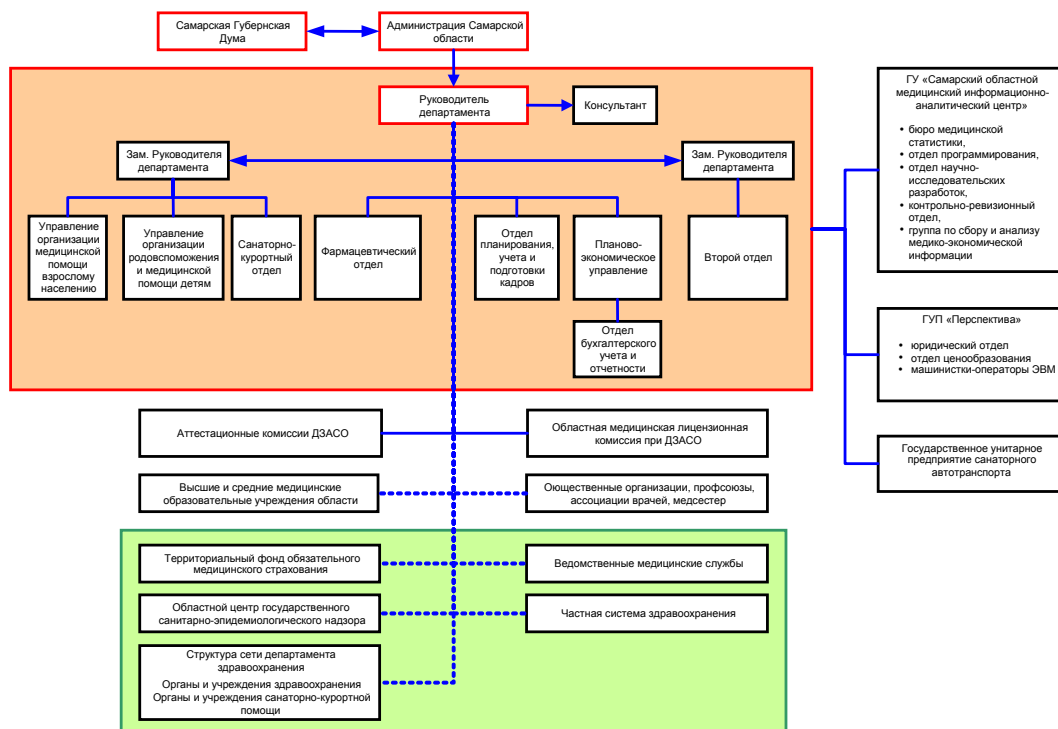 Самарская Губернская
Дума
Администрация Самарской
области
Руководитель
департамента
Консультант
Зам. Руководителя
департамента
Зам. Руководителя
департамента
Управление
организации
медицинской
помощи
взрослому
населению
Управление
организации
родовспоможения
и медицинской
помощи детям
Санаторно-
курортный
отдел
Фармацевтический
отдел
Отдел
планирования,
учета и
подготовки
кадров
Планово-
экономическое
управление
Второй отдел
Отдел
бухгалтерского
учета и
отчетности
ГУ «Самарский областной
медицинский информационно-
аналитический центр»
• бюро медицинской
статистики,
• отдел программирования,
• отдел научно-
исследовательских
разработок,
• контрольно-ревизионный
отдел,
• группа по сбору и анализу
медико-экономической
информации
ГУП «Перспектива»
• юридический отдел
• отдел ценообразования
• машинистки-операторы ЭВМ
Государственное унитарное
предприятие санаторного
автотранспорта
Аттестационные комиссии ДЗАСО
Областная медицинская лицензионная
комиссия при ДЗАСО
Высшие и средние медицинские
образовательные учреждения области
Оющественные организации, профсоюзы,
ассоциации врачей, медсестер
Территориальный фонд обязательного
медицинского страхования
Ведомственные медицинские службы
Областной центр государственного
санитарно-эпидемиологического надзора
Частная система здравоохранения
Структура сети департамента
здравоохранения
Органы и учреждения здравоохранения
Органы и учреждения санаторно-курортной
помощи